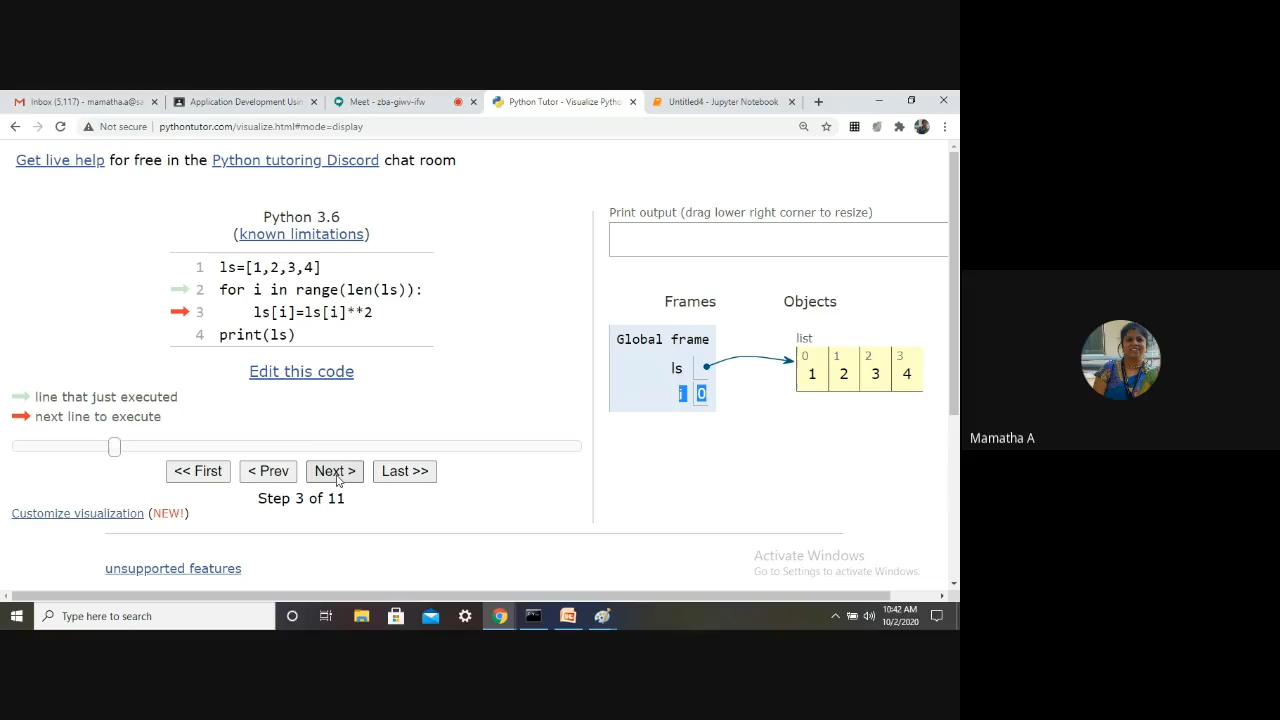 Inbox (5,117) - mamatha.a@sa
Application Development Usin
Meet - zba-giwv-ifw
Python Tutor - Visualize Pytho
Untitled4 - Jupyter Notebook
Not secure | pythontutor.com/visualize.html#mode=display
Get live help for free in the Python tutoring Discord chat room
Python 3.6
(known limitations)
1 ls=[1,2,3,4]
2 for i in range(len(ls)):
3 ls[i]=ls[i]**2
4 print(ls)
Edit this code
line that just executed
next line to execute
<< First < Prev Next > Last >>
Step 3 of 11
Customize visualization (NEW!)
unsupported features
Print output (drag lower right corner to resize)
Frames Objects
Global frame
ls
i 0
list
0 1 2 3
1 2 3 4
Activate Windows
Go to Settings to activate Windows.
Type here to search
10:42 AM
10/2/2020
Mamatha A